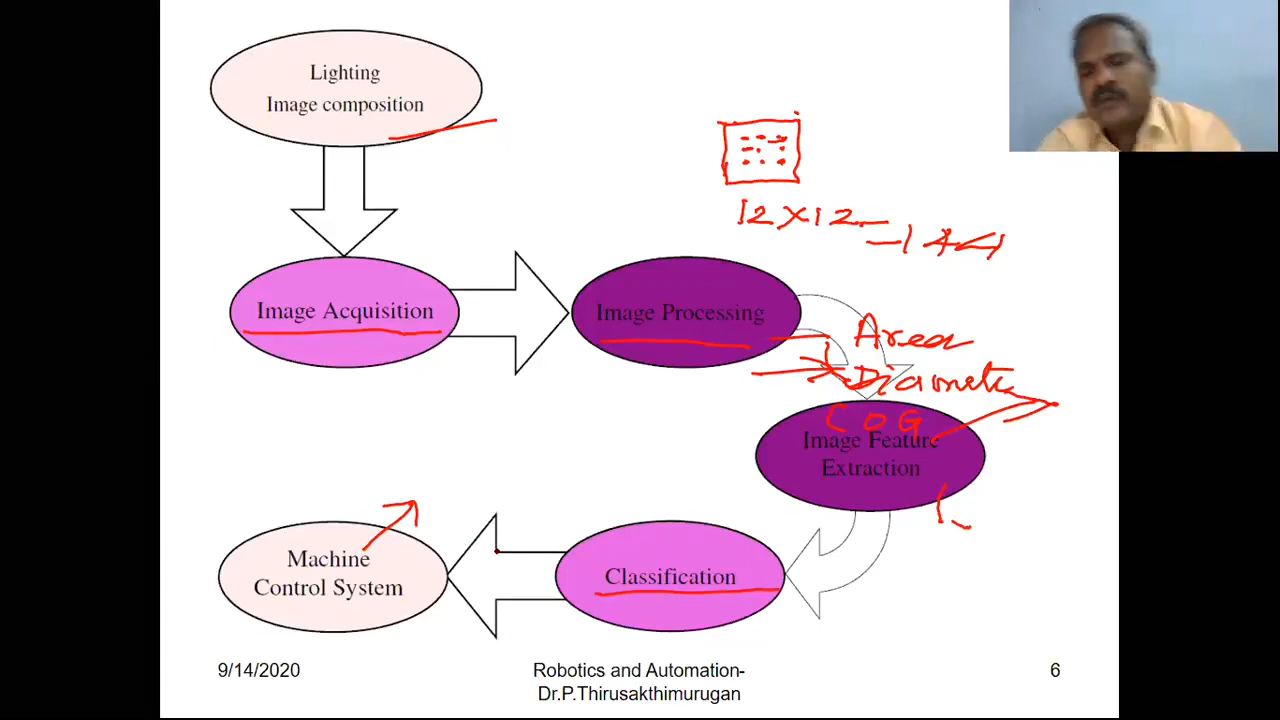 Lighting
Image composition
12×12
=144
Image Acquisition
Image Processing
Area
Diamete
COG
Image Feature
Extraction
Machine
Control System
Classification
9/14/2020
Robotics and Automation-
Dr.P.Thirusakthimurugan
6